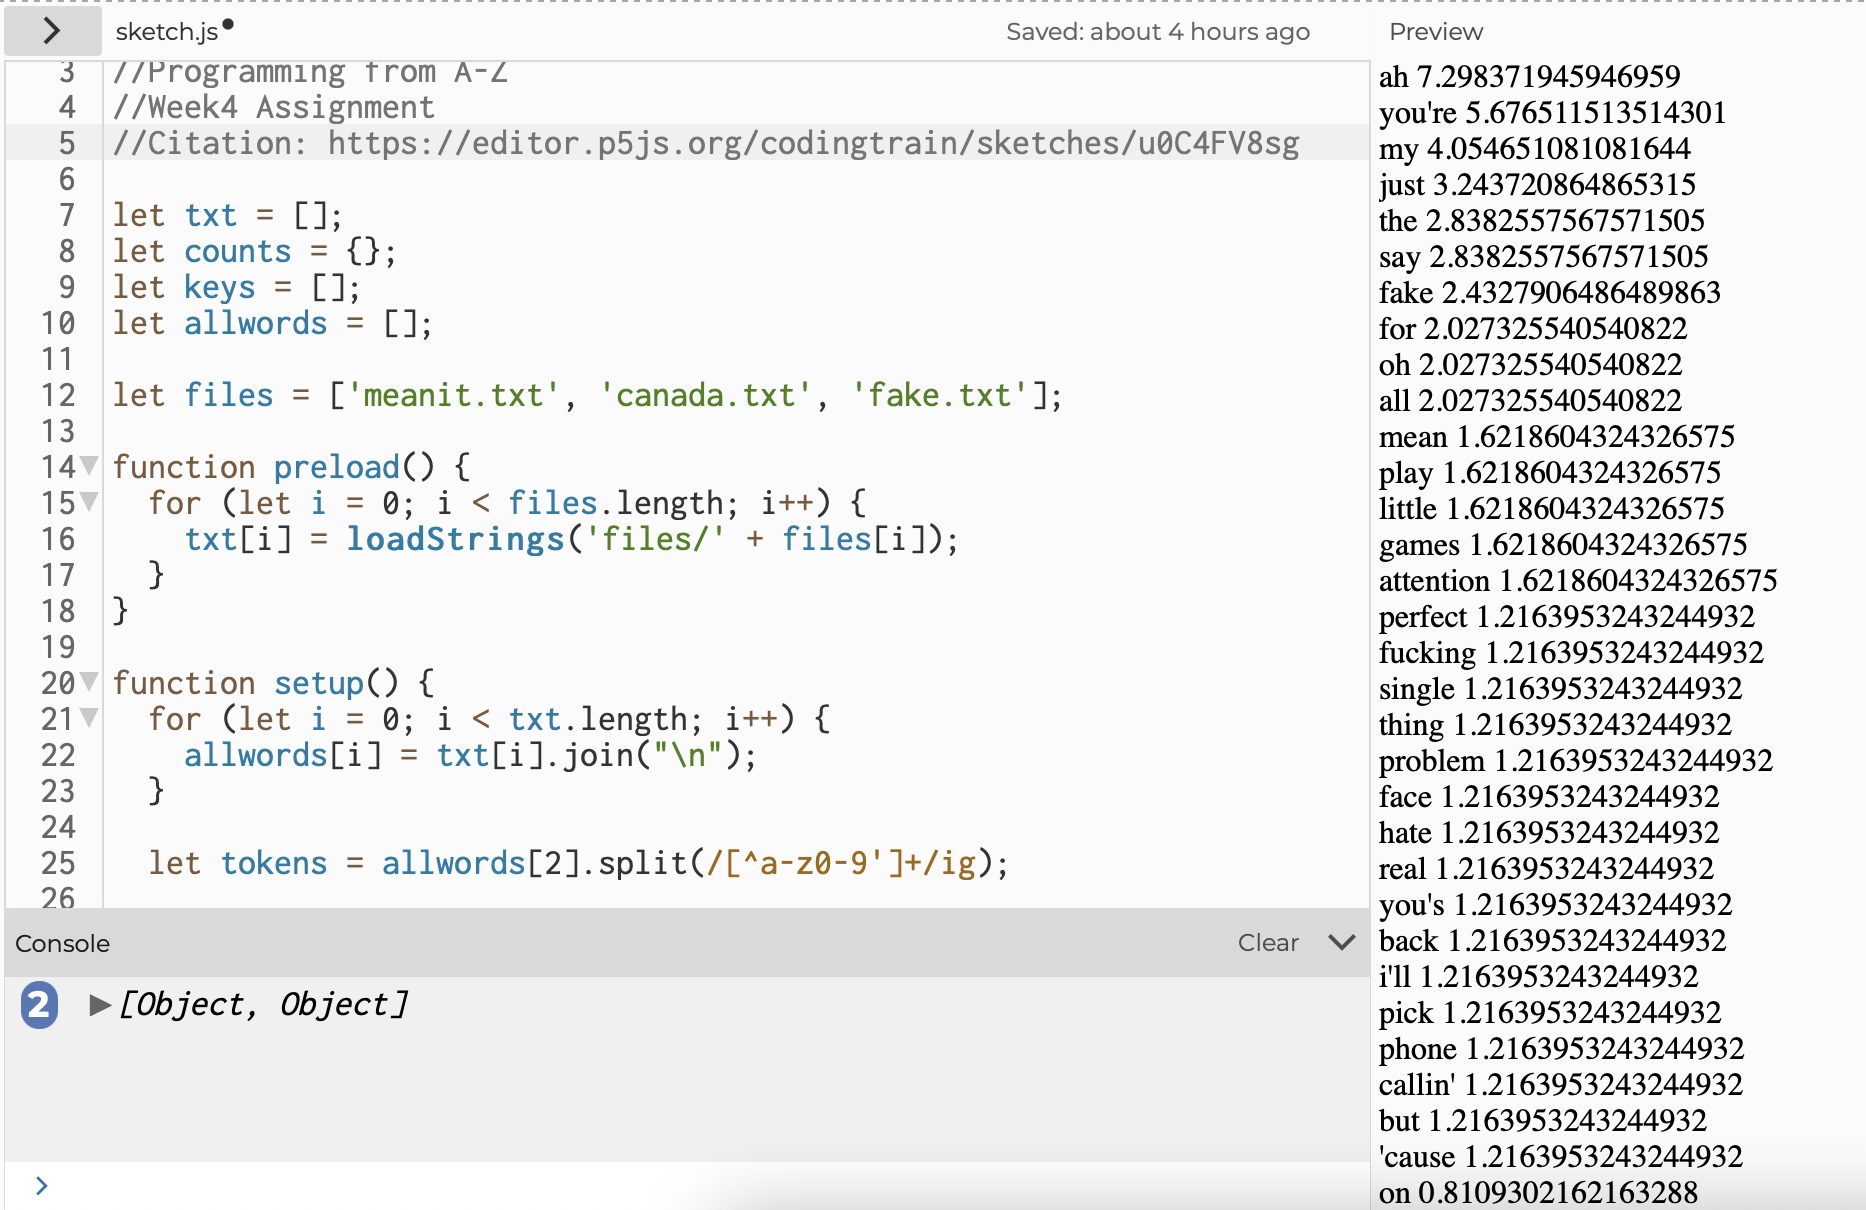 sketch.js
Saved: about 4 hours ago
Preview
3 //Programming from A-Z
4 //Week4 Assignment
5 //Citation: https://editor.p5js.org/codingtrain/sketches/u0C4FV8sg
6
7 let txt = [];
8 let counts = {};
9 let keys = [];
10 let allwords = [];
11
12 let files = ['meanit.txt', 'canada.txt', 'fake.txt'];
13
14 function preload() {
15 for (let i = 0; i < files.length; i++) {
16 txt[i] = loadStrings('files/' + files[i]);
17 }
18 }
19
20 function setup() {
21 for (let i = 0; i < txt.length; i++) {
22 allwords[i] = txt[i].join("\n");
23 }
24
25 let tokens = allwords[2].split(/[^a-z0-9']+/ig);
26
Console
Clear
2 [Object, Object]
ah 7.298371945946959
you're 5.676511513514301
my 4.054651081081644
just 3.243720864865315
the 2.8382557567571505
say 2.8382557567571505
fake 2.4327906486489863
for 2.027325540540822
oh 2.027325540540822
all 2.027325540540822
mean 1.6218604324326575
play 1.6218604324326575
little 1.6218604324326575
games 1.6218604324326575
attention 1.6218604324326575
perfect 1.2163953243244932
fucking 1.2163953243244932
single 1.2163953243244932
thing 1.2163953243244932
problem 1.2163953243244932
face 1.2163953243244932
hate 1.2163953243244932
real 1.2163953243244932
you's 1.2163953243244932
back 1.2163953243244932
i'll 1.2163953243244932
pick 1.2163953243244932
phone 1.2163953243244932
callin' 1.2163953243244932
but 1.2163953243244932
'cause 1.2163953243244932
on 0.8109302162163288